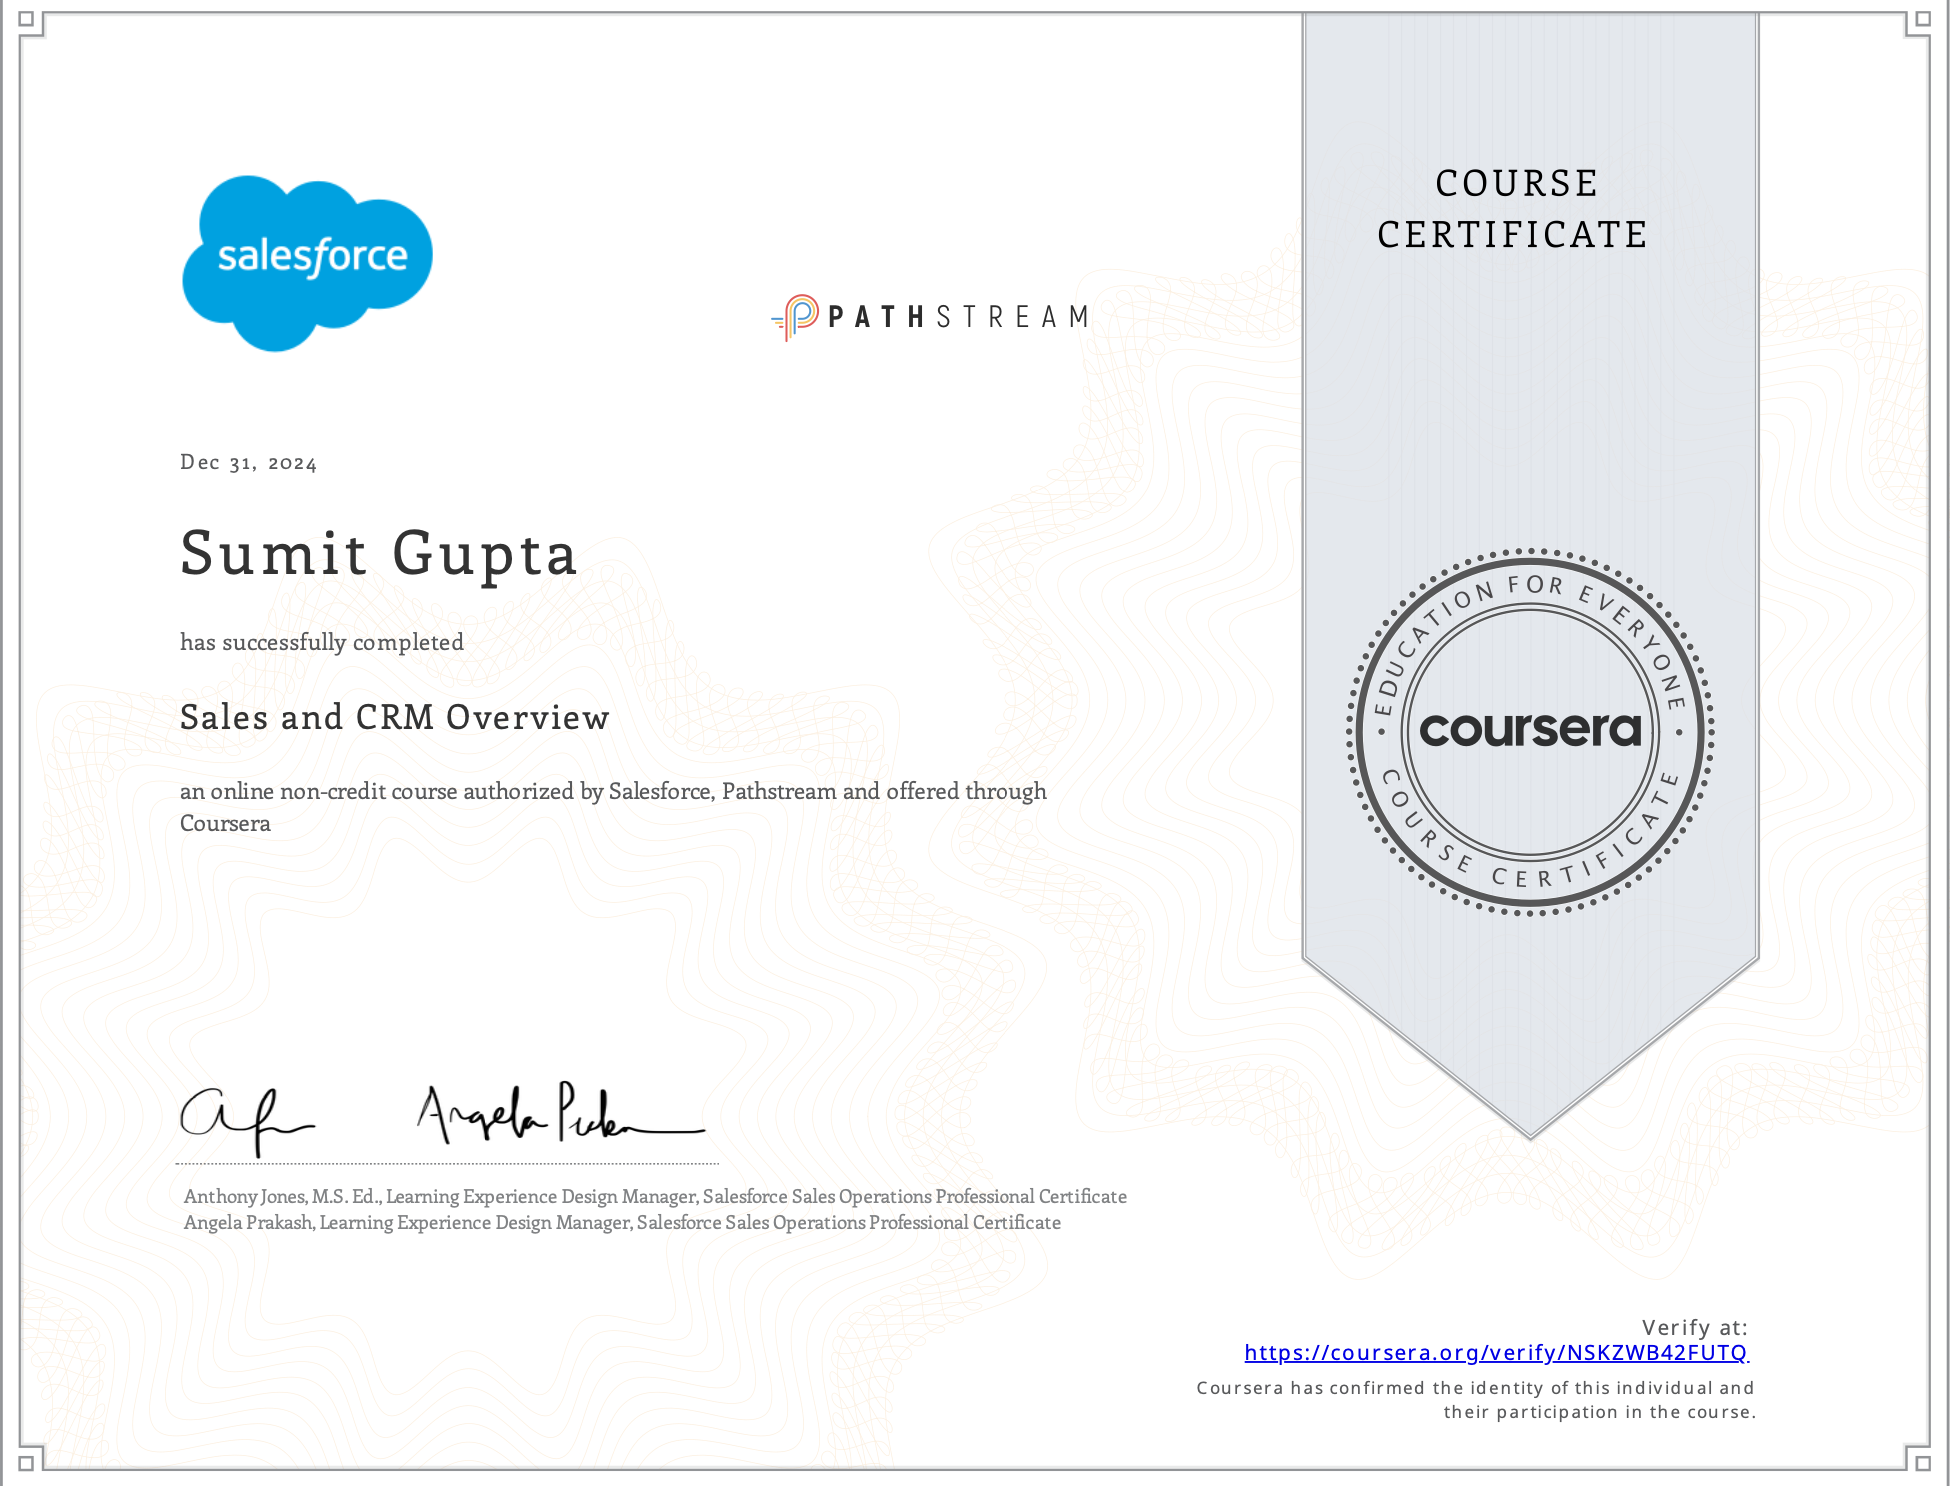 salesforce
PATHSTREAM
COURSE
CERTIFICATE
Dec 31, 2024
Sumit Gupta
has successfully completed
Sales and CRM Overview
an online non-credit course authorized by Salesforce, Pathstream and offered through
Coursera
EDUCATION FOR EVERYONE
coursera
COURSE CERTIFICATE
Angela
Anthony Jones, M.S. Ed., Learning Experience Design Manager, Salesforce Sales Operations Professional Certificate
Angela Prakash, Learning Experience Design Manager, Salesforce Sales Operations Professional Certificate
Verify at:
https://coursera.org/verify/NSKZWB42FUTQ
Coursera has confirmed the identity of this individual and
their participation in the course.